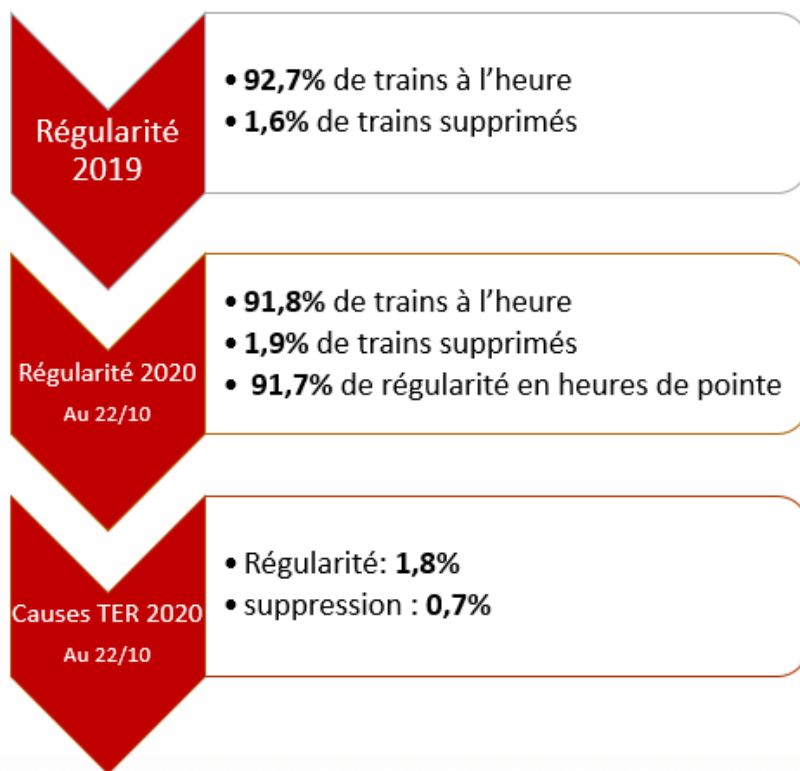 Régularité
2019
• 92,7% de trains à l’heure
• 1,6% de trains supprimés
Régularité 2020
Au 22/10
• 91,8% de trains à l’heure
• 1,9% de trains supprimés
• 91,7% de régularité en heures de pointe
Causes TER 2020
Au 22/10
• Régularité: 1,8%
• suppression : 0,7%